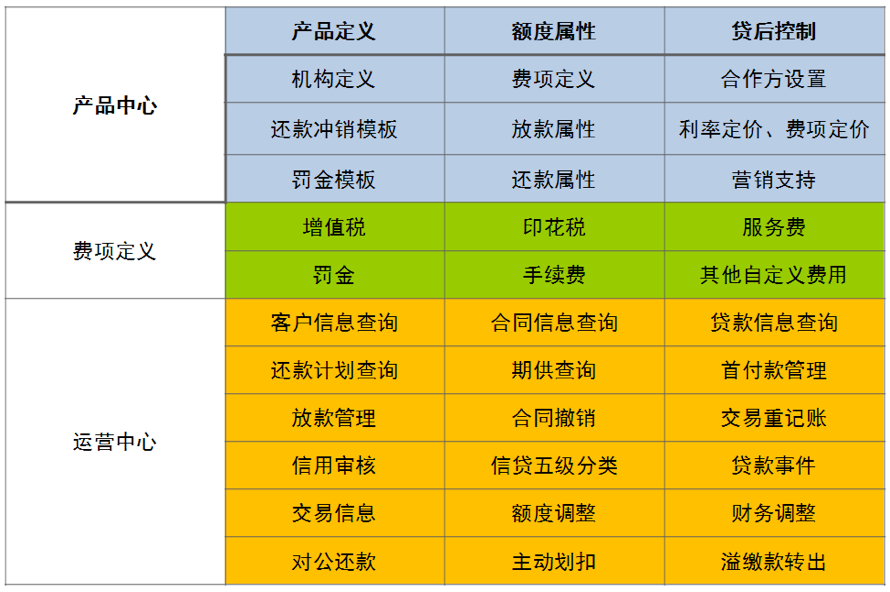 产品中心
产品定义 额度属性 贷后控制
机构定义 费项定义 合作方设置
还款冲销模板 放款属性 利率定价、费项定价
罚金模板 还款属性 营销支持
费项定义
增值税 印花税 服务费
罚金 手续费 其他自定义费用
运营中心
客户信息查询 合同信息查询 贷款信息查询
还款计划查询 期供查询 首付款管理
放款管理 合同撤销 交易重记账
信用审核 信贷五级分类 贷款事件
交易信息 额度调整 财务调整
对公还款 主动划扣 溢缴款转出